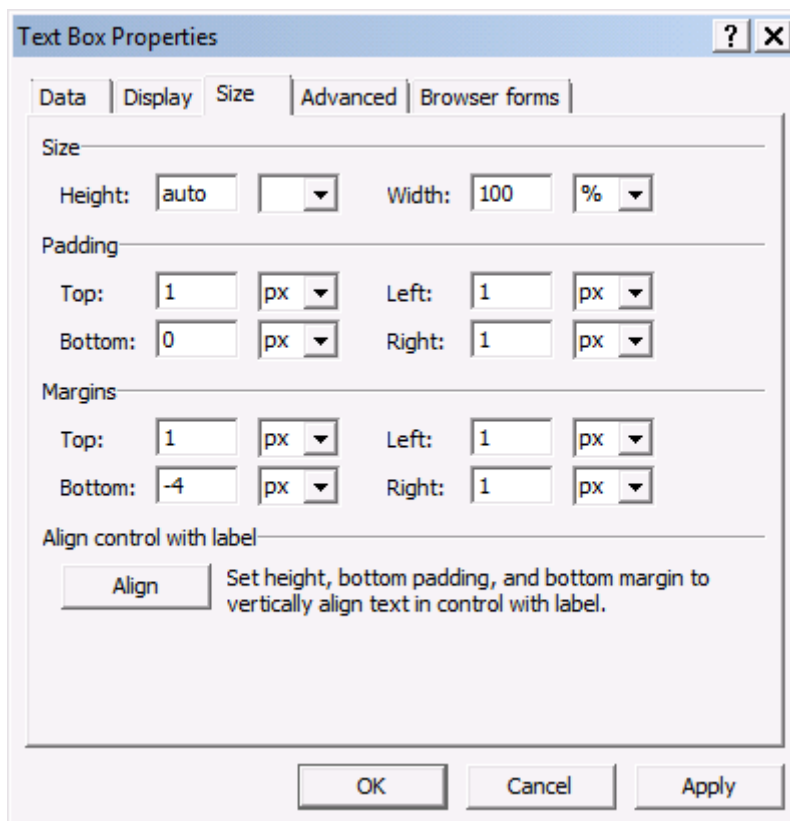 Text Box Properties ?
Data Display Size Advanced Browser forms
Size
Height: auto Width: 100 %
Padding
Top: 1 px Left: 1 px
Bottom: 0 px Right: 1 px
Margins
Top: 1 px Left: 1 px
Bottom: -4 px Right: 1 px
Align control with label
Align Set height, bottom padding, and bottom margin to
vertically align text in control with label.
OK Cancel Apply